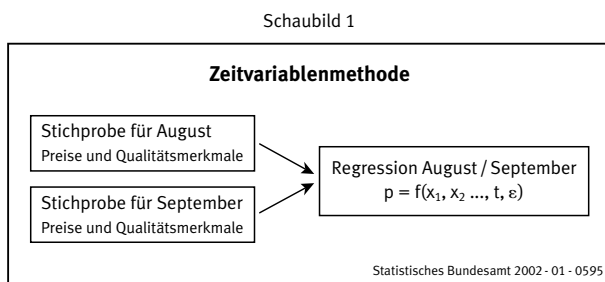 Schaubild 1
Zeitvariablenmethode
Stichprobe für August
Preise und Qualitätsmerkmale
Stichprobe für September
Preise und Qualitätsmerkmale
Regression August / September
p = f(x₁, x₂ ..., t, ε)
Statistisches Bundesamt 2002 - 01 - 0595